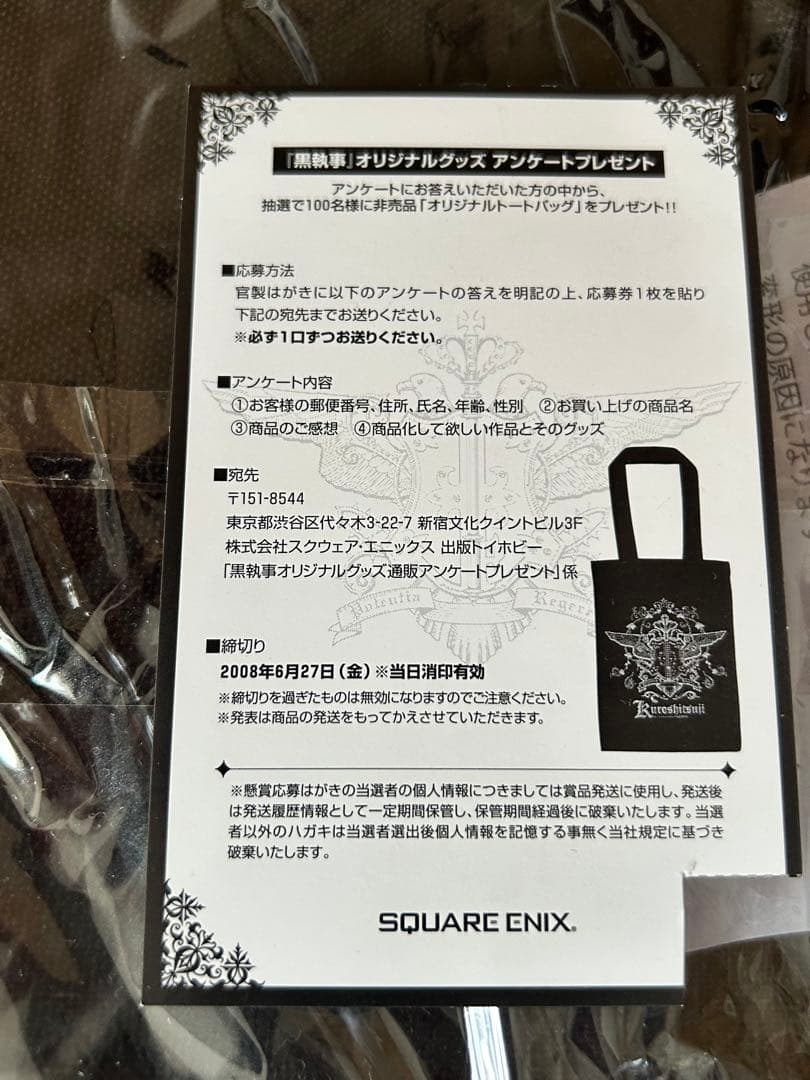 『黒執事』オリジナルグッズ アンケートプレゼント
アンケートにお答えいただいた方の中から、
抽選で100名様に非売品「オリジナルトートバッグ」をプレゼント!!
■応募方法
官製はがきに以下のアンケートの答えを明記の上、応募券1枚を貼り
下記の宛先までお送りください。
※必ず1口ずつお送りください。
■アンケート内容
①お客様の郵便番号、住所、氏名、年齢、性別 ②お買い上げの商品名
③商品のご感想 ④商品化して欲しい作品とそのグッズ
■宛先
〒151-8544
東京都渋谷区代々木3-22-7 新宿文化クイントビル3F
株式会社スクウェア・エニックス 出版トイホビー
「黒執事オリジナルグッズ通販アンケートプレゼント」係
Potentia Regere
■締切り
2008年6月27日(金)※当日消印有効
※締切りを過ぎたものは無効になりますのでご注意ください。
※発表は商品の発送をもってかえさせていただきます。
Kuroshitsuji
※懸賞応募はがきの当選者の個人情報につきましては賞品発送に使用し、発送後
は発送履歴情報として一定期間保管し、保管期間経過後に破棄いたします。当選
者以外のハガキは当選者選出後個人情報を記憶する事無く当社規定に基づき
破棄いたします。
SQUARE ENIX®
変形の原因になり